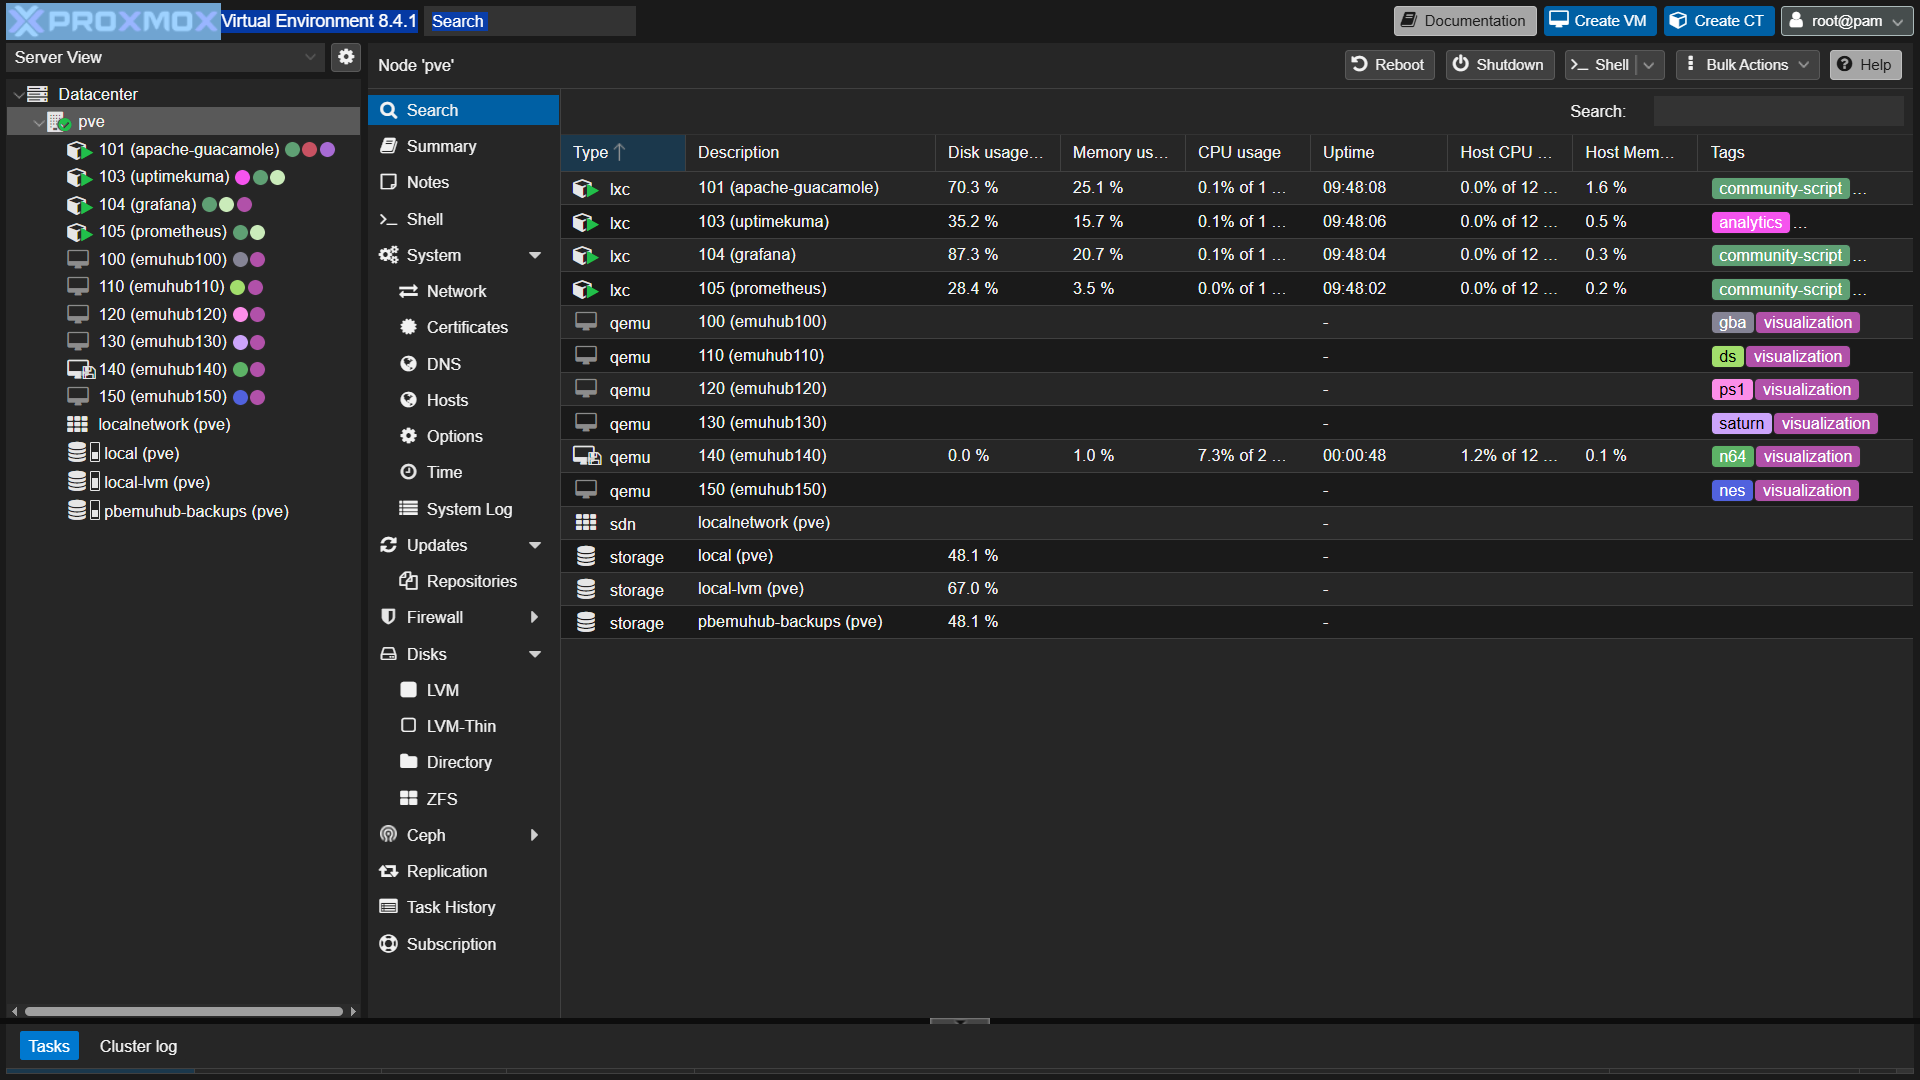 PROXMOX Virtual Environment 8.4.1 Search Documentation Create VM Create CT root@pam
Server View
Node 'pve' Reboot Shutdown Shell Bulk Actions Help
Datacenter
pve
101 (apache-guacamole)
103 (uptimekuma)
104 (grafana)
105 (prometheus)
100 (emuhub100)
110 (emuhub110)
120 (emuhub120)
130 (emuhub130)
140 (emuhub140)
150 (emuhub150)
localnetwork (pve)
local (pve)
local-lvm (pve)
pbemuhub-backups (pve)
Search
Summary
Notes
>_ Shell
System
Network
Certificates
DNS
Hosts
Options
Time
System Log
Updates
Repositories
Firewall
Disks
LVM
LVM-Thin
Directory
ZFS
Ceph
Replication
Task History
Subscription
Search:
Type Description Disk usage... Memory us... CPU usage Uptime Host CPU ... Host Mem... Tags
lxc 101 (apache-guacamole) 70.3 % 25.1 % 0.1% of 1 ... 09:48:08 0.0% of 12 ... 1.6 % community-script ...
lxc 103 (uptimekuma) 35.2 % 15.7 % 0.1% of 1 ... 09:48:06 0.0% of 12 ... 0.5 % analytics ...
lxc 104 (grafana) 87.3 % 20.7 % 0.1% of 1 ... 09:48:04 0.0% of 12 ... 0.3 % community-script ...
lxc 105 (prometheus) 28.4 % 3.5 % 0.0% of 1 ... 09:48:02 0.0% of 12 ... 0.2 % community-script ...
qemu 100 (emuhub100) - gba visualization
qemu 110 (emuhub110) - ds visualization
qemu 120 (emuhub120) - ps1 visualization
qemu 130 (emuhub130) - saturn visualization
qemu 140 (emuhub140) 0.0 % 1.0 % 7.3% of 2 ... 00:00:48 1.2% of 12 ... 0.1 % n64 visualization
qemu 150 (emuhub150) - nes visualization
sdn localnetwork (pve) -
storage local (pve) 48.1 % -
storage local-lvm (pve) 67.0 % -
storage pbemuhub-backups (pve) 48.1 % -
Tasks Cluster log